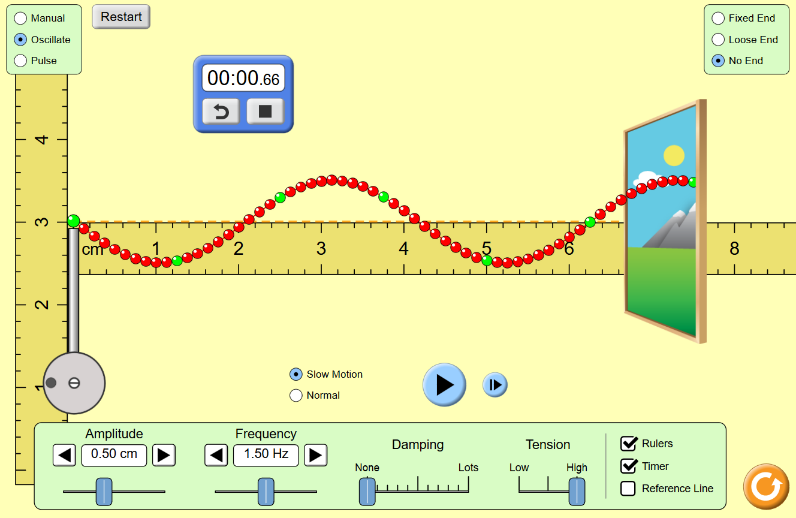 Manual
Oscillate
Pulse
Restart
00:00.66
Fixed End
Loose End
No End
4
3
2
1
cm 1 2 3 4 5 6 8
Slow Motion
Normal
Amplitude
0.50 cm
Frequency
1.50 Hz
Damping
None Lots
Tension
Low High
Rulers
Timer
Reference Line